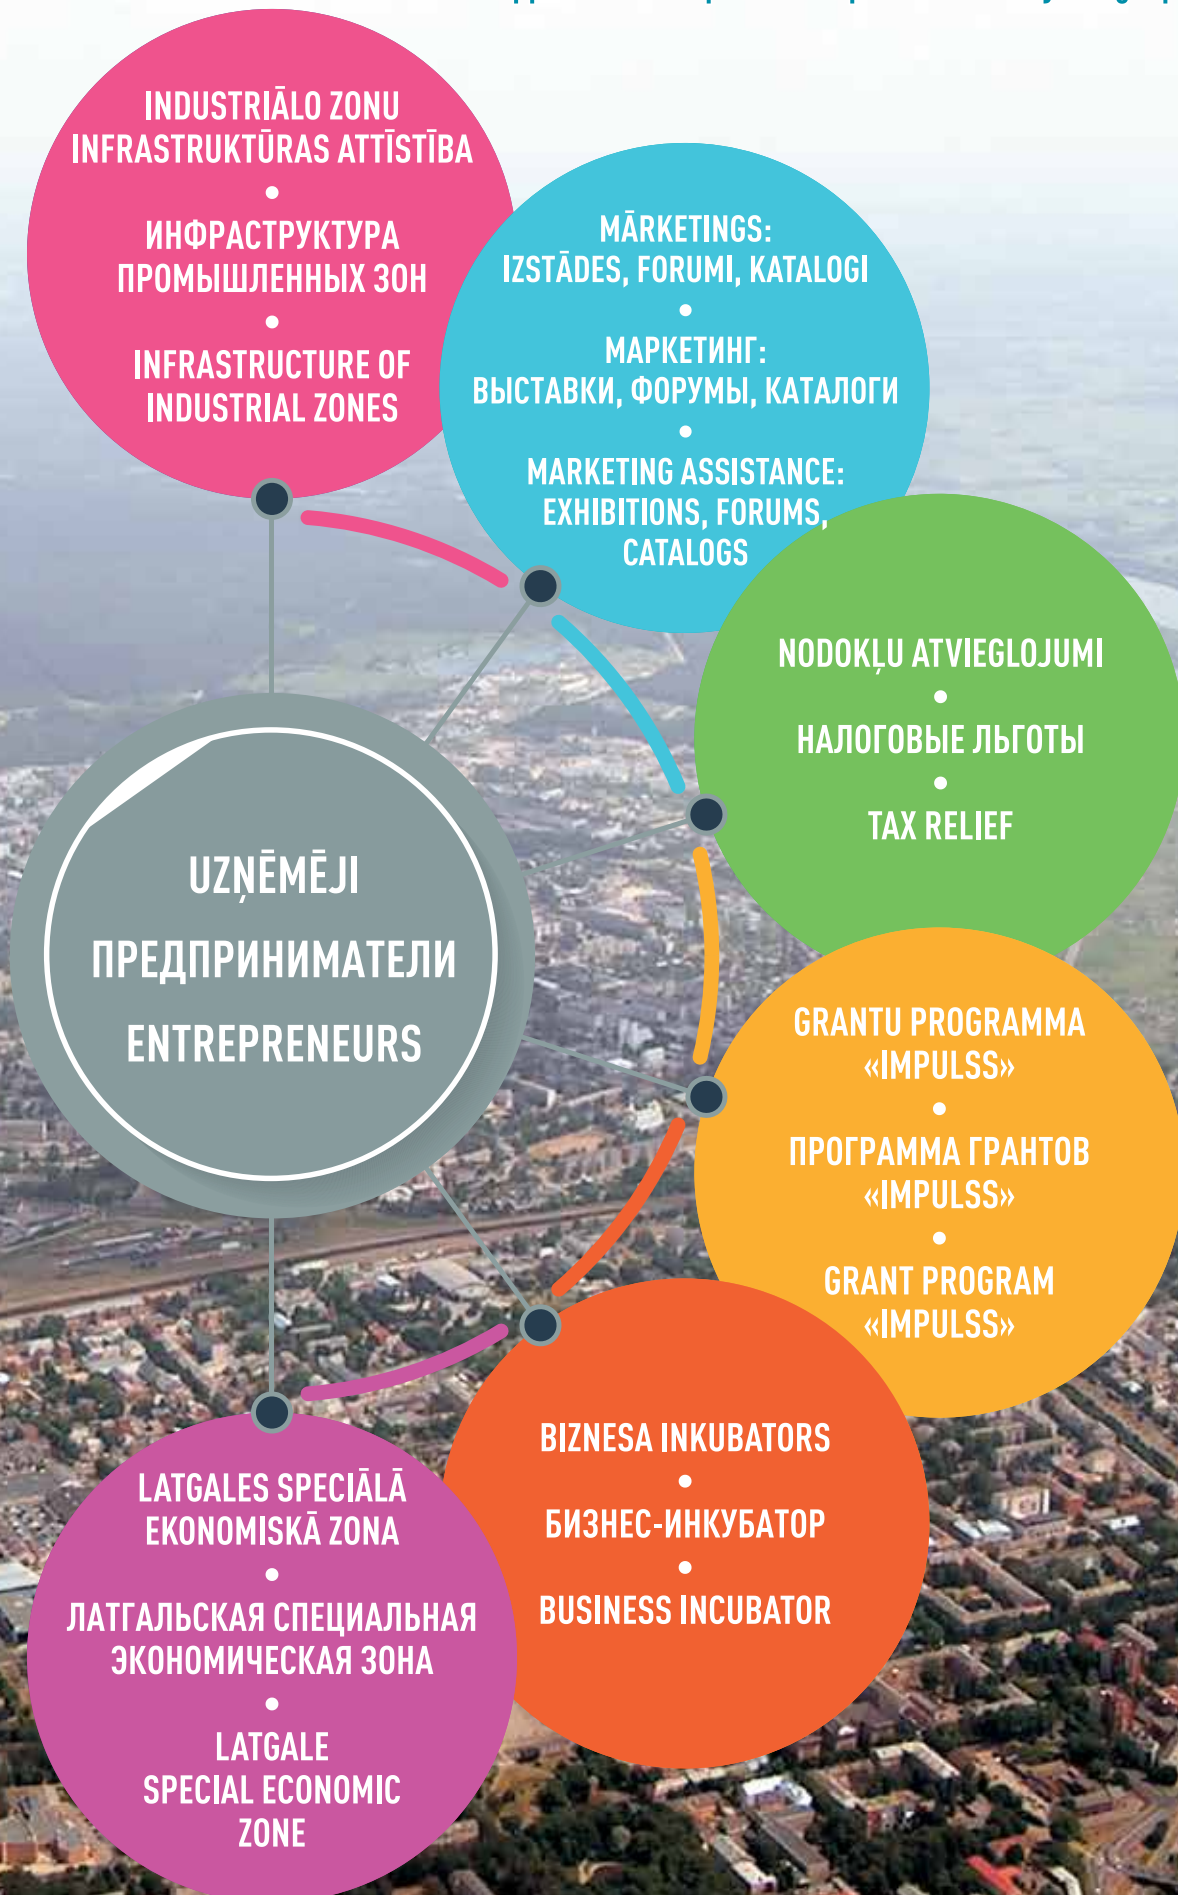 INDUSTRIĀLO ZONU
INFRASTRUKTŪRAS ATTĪSTĪBA
•
ИНФРАСТРУКТУРА
ПРОМЫШЛЕННЫХ ЗОН
•
INFRASTRUCTURE OF
INDUSTRIAL ZONES
MĀRKETINGS:
IZSTĀDES, FORUMI, KATALOGI
•
МАРКЕТИНГ:
ВЫСТАВКИ, ФОРУМЫ, КАТАЛОГИ
•
MARKETING ASSISTANCE:
EXHIBITIONS, FORUMS,
CATALOGS
NODOKĻU ATVIEGLOJUMI
•
НАЛОГОВЫЕ ЛЬГОТЫ
•
TAX RELIEF
UZŅĒMĒJI
ПРЕДПРИНИМАТЕЛИ
ENTREPRENEURS
GRANTU PROGRAMMA
«IMPULSS»
•
ПРОГРАММА ГРАНТОВ
«IMPULSS»
•
GRANT PROGRAM
«IMPULSS»
BIZNESA INKUBATORS
•
БИЗНЕС-ИНКУБАТОР
•
BUSINESS INCUBATOR
LATGALES SPECIĀLĀ
EKONOMISKĀ ZONA
•
ЛАТГАЛЬСКАЯ СПЕЦИАЛЬНАЯ
ЭКОНОМИЧЕСКАЯ ЗОНА
•
LATGALE
SPECIAL ECONOMIC
ZONE